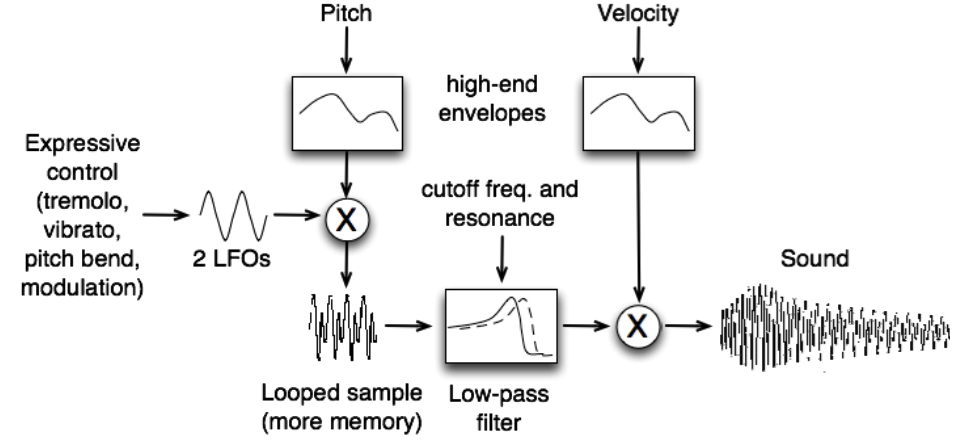 Pitch
Velocity
high-end
envelopes
Expressive
control
(tremolo,
vibrato,
pitch bend,
modulation)
2 LFOs
X
cutoff freq. and
resonance
Sound
X
Looped sample
(more memory)
Low-pass
filter